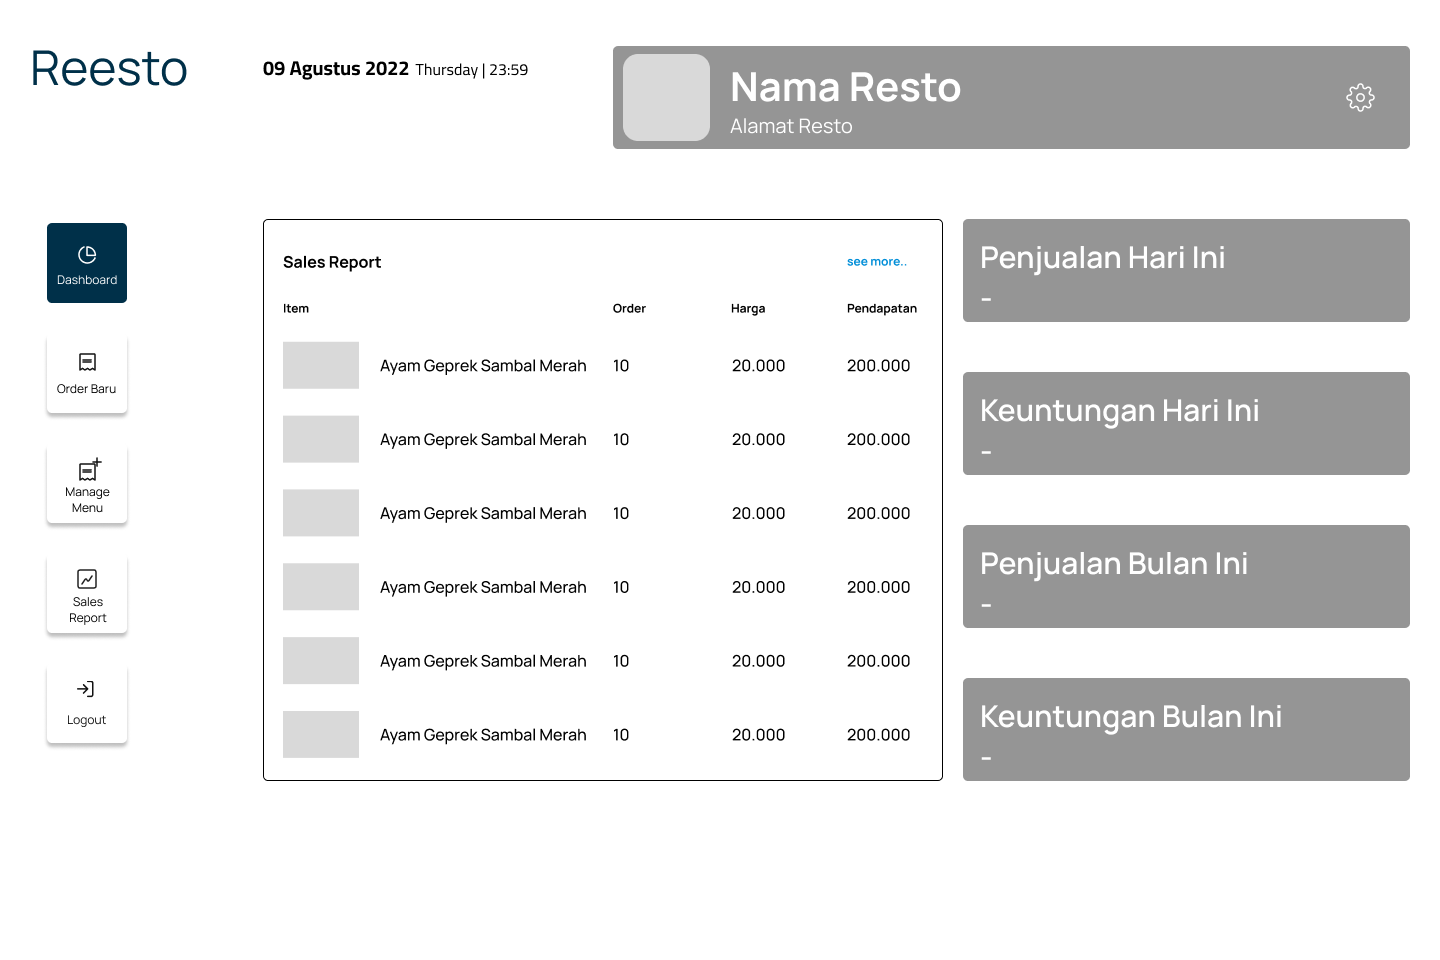 Reesto
09 Agustus 2022 Thursday | 23:59
Nama Resto
Alamat Resto
Dashboard
Order Baru
Manage
Menu
Sales
Report
Logout
Sales Report see more..
Item Order Harga Pendapatan
Ayam Geprek Sambal Merah 10 20.000 200.000
Ayam Geprek Sambal Merah 10 20.000 200.000
Ayam Geprek Sambal Merah 10 20.000 200.000
Ayam Geprek Sambal Merah 10 20.000 200.000
Ayam Geprek Sambal Merah 10 20.000 200.000
Ayam Geprek Sambal Merah 10 20.000 200.000
Penjualan Hari Ini
-
Keuntungan Hari Ini
-
Penjualan Bulan Ini
-
Keuntungan Bulan Ini
-